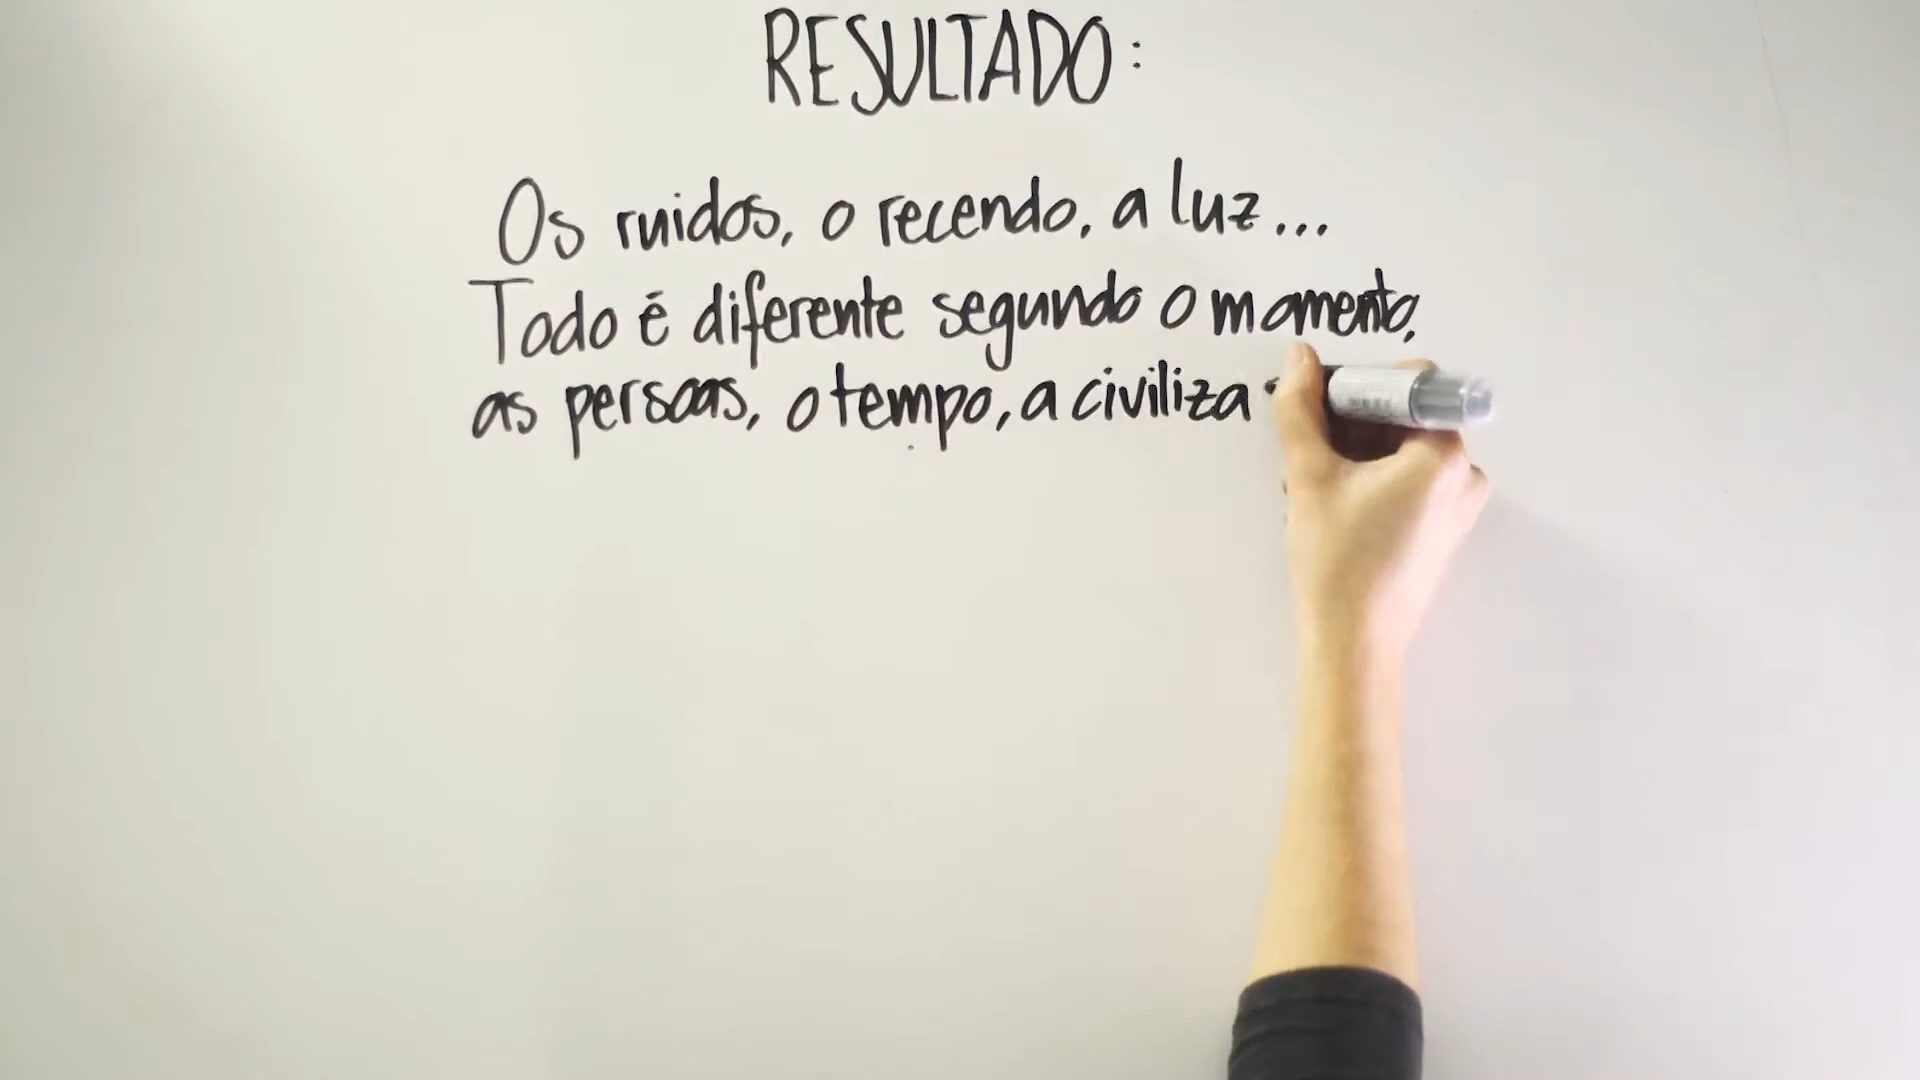 RESULTADO:
Os ruidos, o recendo, a luz...
Todo é diferente segundo o momento,
as persoas, o tempo, a civiliza